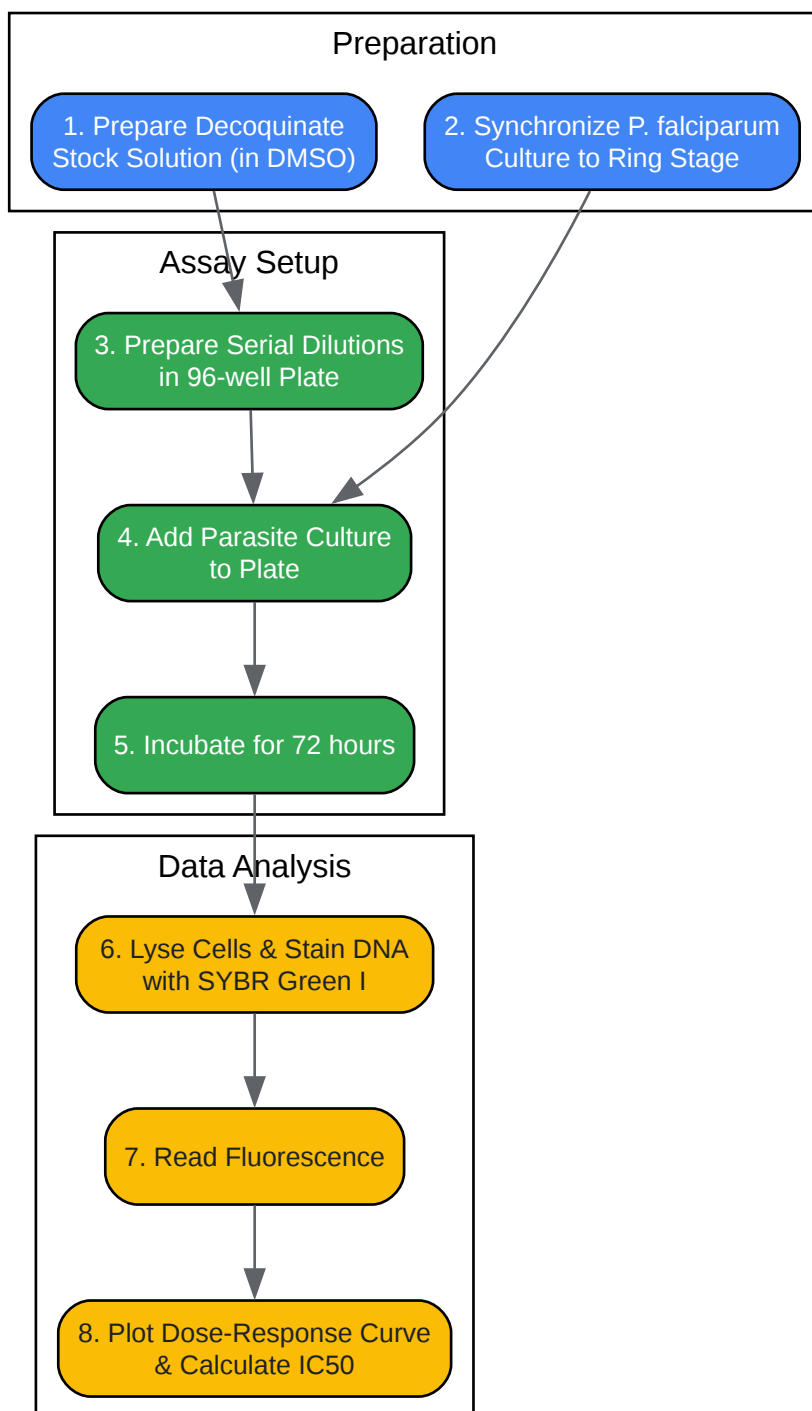 Preparation
1. Prepare Decoquinate
Stock Solution (in DMSO)
2. Synchronize P. falciparum
Culture to Ring Stage
Assay Setup
3. Prepare Serial Dilutions
in 96-well Plate
4. Add Parasite Culture
to Plate
5. Incubate for 72 hours
Data Analysis
6. Lyse Cells & Stain DNA
with SYBR Green I
7. Read Fluorescence
8. Plot Dose-Response Curve
& Calculate IC50